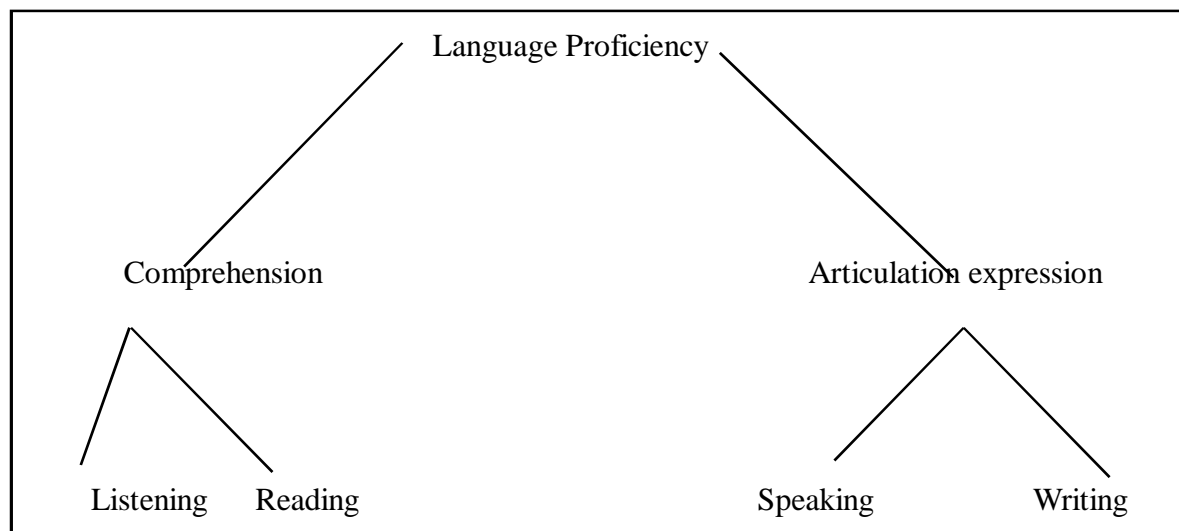 Language Proficiency
Comprehension
Articulation expression
Listening
Reading
Speaking
Writing